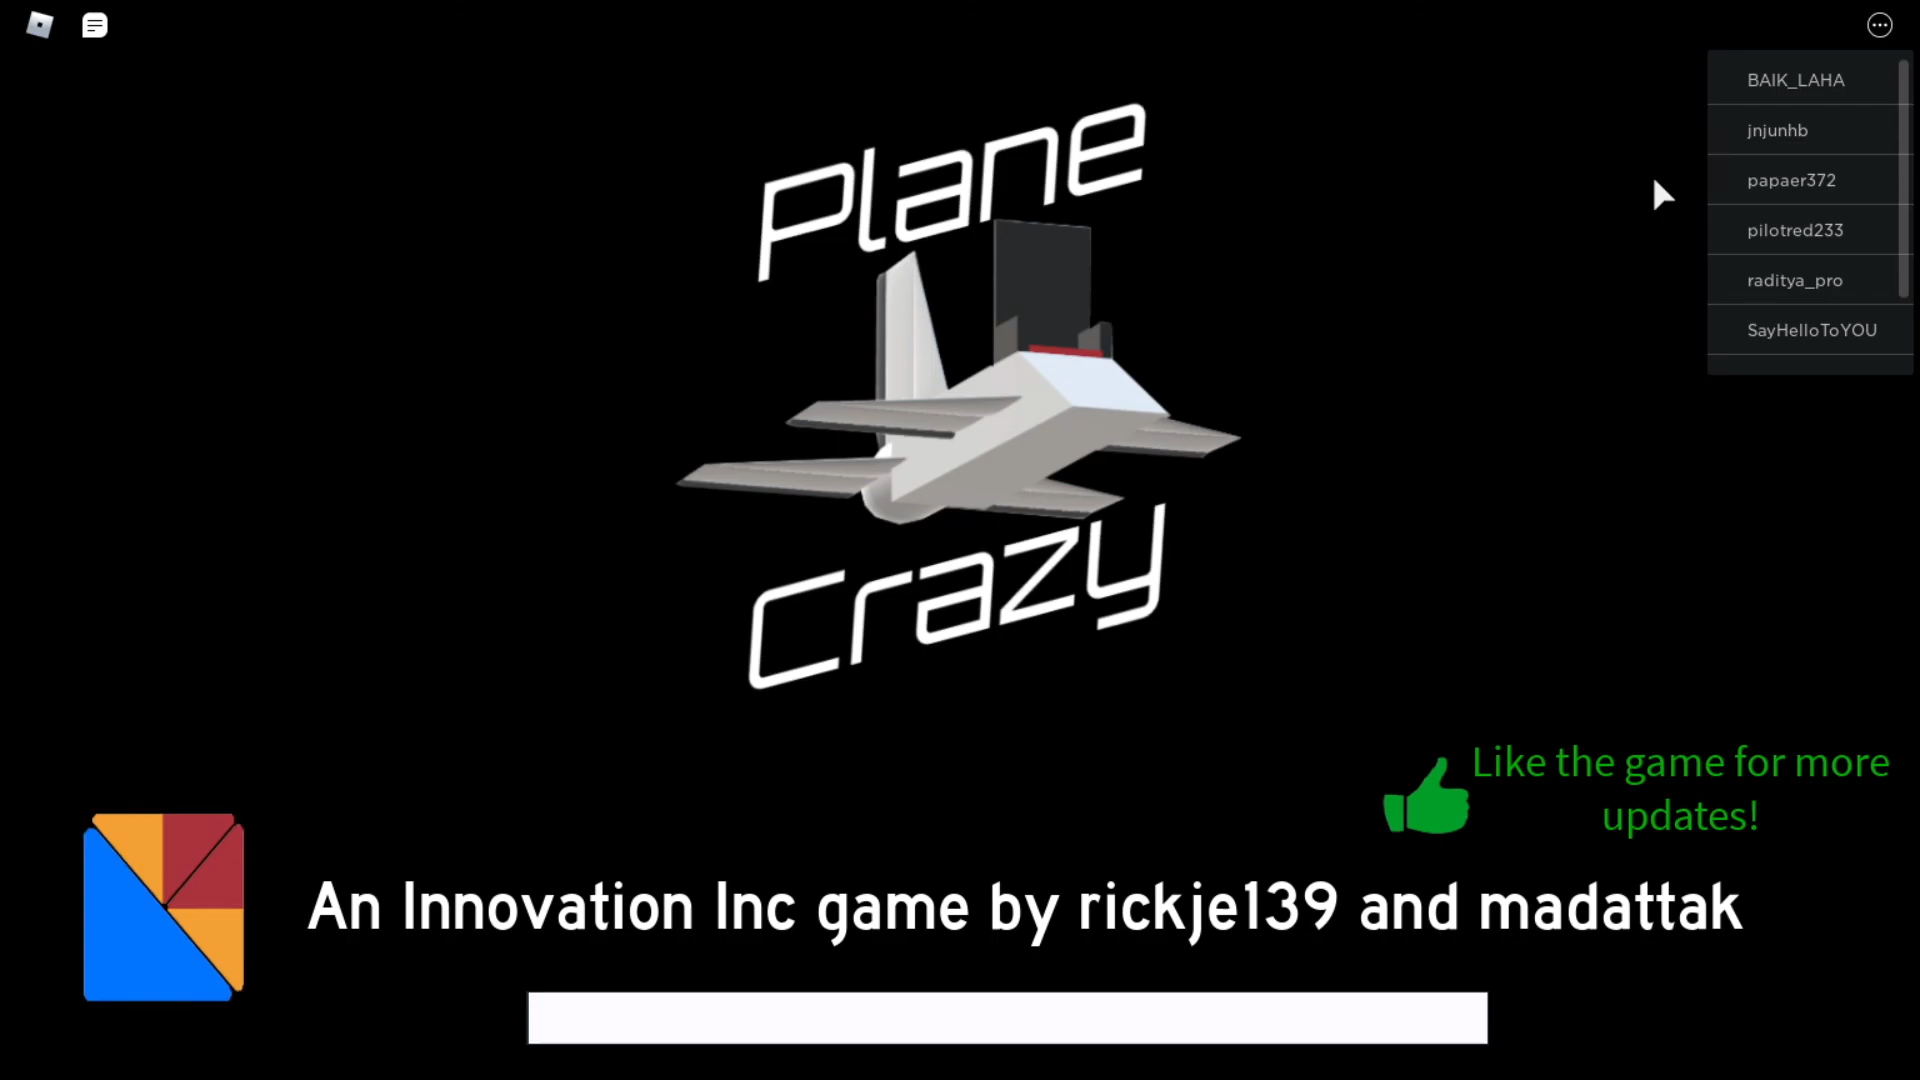 BAIK_LAHA
jnjunhb
papaer372
pilotred233
raditya_pro
SayHelloToYOU
Plane
Crazy
Like the game for more
updates!
An Innovation Inc game by rickje139 and madattak